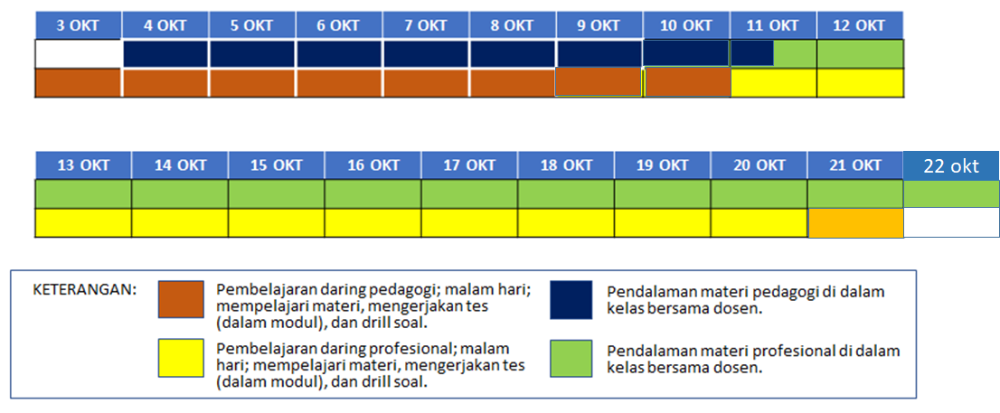 3 OKT 4 OKT 5 OKT 6 OKT 7 OKT 8 OKT 9 OKT 10 OKT 11 OKT 12 OKT
13 OKT 14 OKT 15 OKT 16 OKT 17 OKT 18 OKT 19 OKT 20 OKT 21 OKT 22 okt
KETERANGAN:
Pembelajaran daring pedagogi; malam hari;
mempelajari materi, mengerjakan tes
(dalam modul), dan drill soal.
Pendalaman materi pedagogi di dalam
kelas bersama dosen.
Pembelajaran daring profesional; malam
hari; mempelajari materi, mengerjakan tes
(dalam modul), dan drill soal.
Pendalaman materi profesional di dalam
kelas bersama dosen.